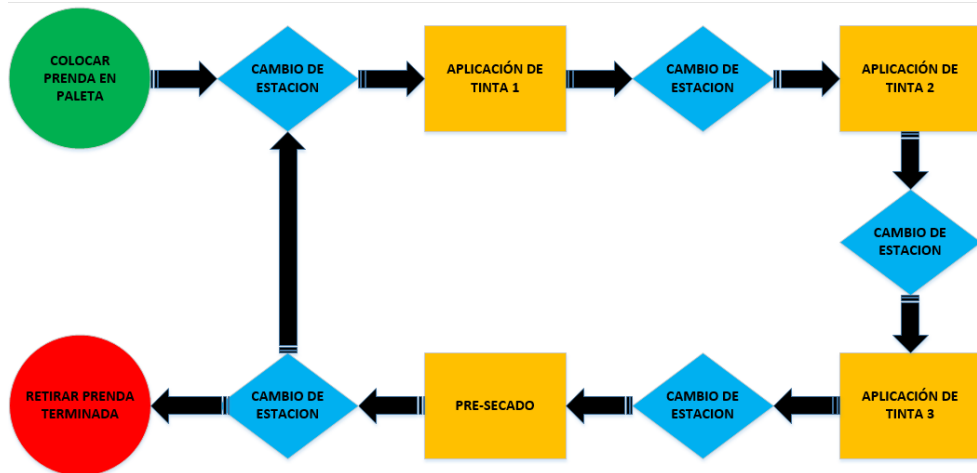 COLOCAR
PRENDA EN
PALETA
CAMBIO DE
ESTACION
APLICACIÓN DE
TINTA 1
CAMBIO DE
ESTACION
APLICACIÓN DE
TINTA 2
CAMBIO DE
ESTACION
APLICACIÓN DE
TINTA 3
CAMBIO DE
ESTACION
PRE-SECADO
CAMBIO DE
ESTACION
RETIRAR PRENDA
TERMINADA